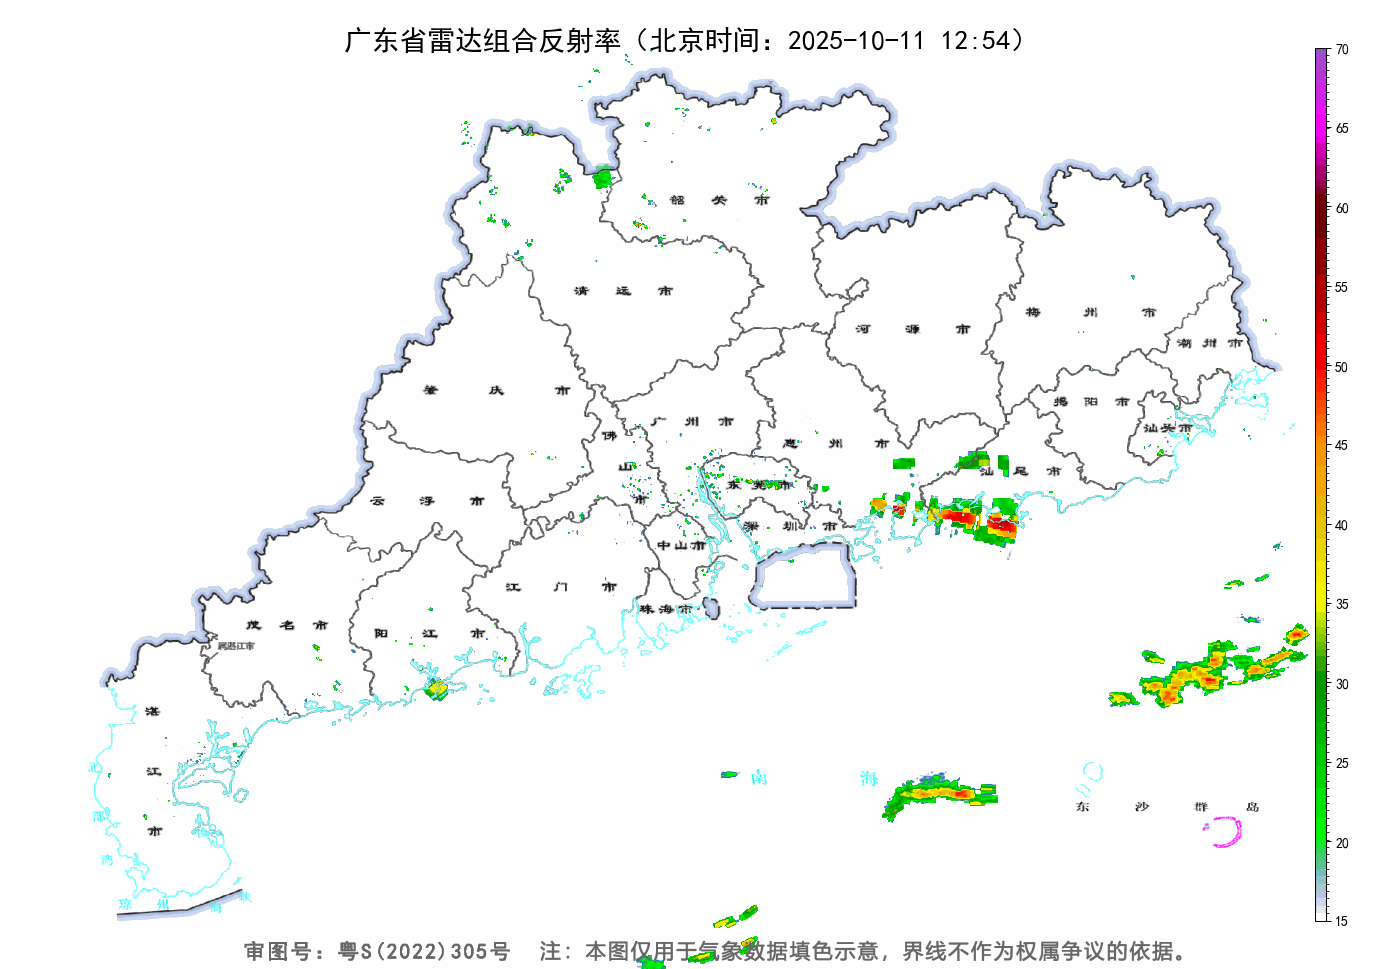 广东省雷达组合反射率（北京时间：2025-10-11 12:54）
70
65
60
55
50
45
40
35
30
25
20
15
韶关市
清远市
河源市
梅州市
潮州市
肇庆市
广州市
佛山市
惠州市
揭阳市
汕头市
汕尾市
云浮市
东莞市
深圳市
中山市
江门市
珠海市
茂名市
属湛江市
阳江市
湛江市
北部湾
南海
东沙群岛
琼州海峡
审图号：粤S(2022)305号 注：本图仅用于气象数据填色示意，界线不作为权属争议的依据。